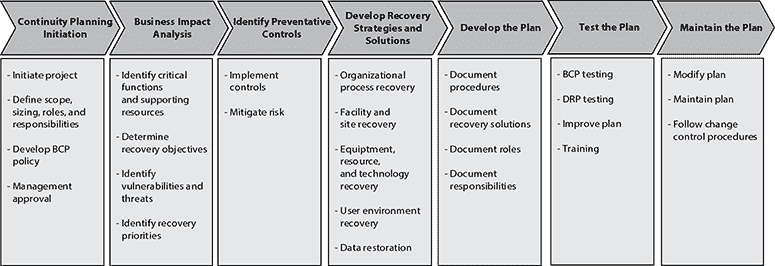 Continuity Planning
Initiation
- Initiate project
- Define scope,
sizing, roles, and
responsibilities
- Develop BCP
policy
- Management
approval
Business Impact
Analysis
- Identify critical
functions
and supporting
resources
- Determine
recovery objectives
- Identify
vulnerabilities and
threats
- Identify recovery
priorities
Identify Preventative
Controls
- Implement
controls
- Mitigate risk
Develop Recovery
Strategies and
Solutions
- Organizational
process recovery
- Facility and
site recovery
- Equiptment,
resource,
and technology
recovery
- User environment
recovery
- Data restoration
Develop the Plan
- Document
procedures
- Document
recovery solutions
- Document roles
- Document
responsibilities
Test the Plan
- BCP testing
- DRP testing
- Improve plan
- Training
Maintain the Plan
- Modify plan
- Maintain plan
- Follow change
control procedures